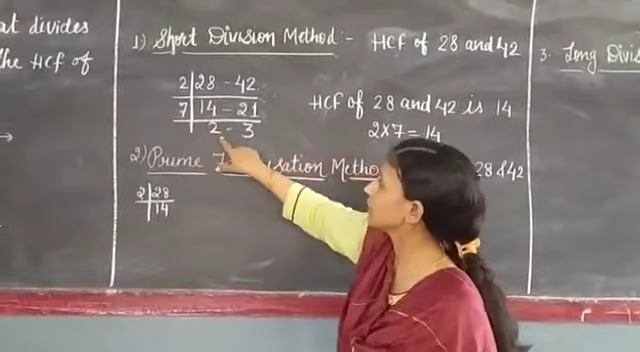 at divides
the HCF of
1) Short Division Method :- HCF of 28 and 42
2 | 28 - 42
7 | 14 - 21
2 - 3
HCF of 28 and 42 is 14
2×7 = 14
2) Prime sation Metho 28 & 42
2 | 28
14
3. Long Divis